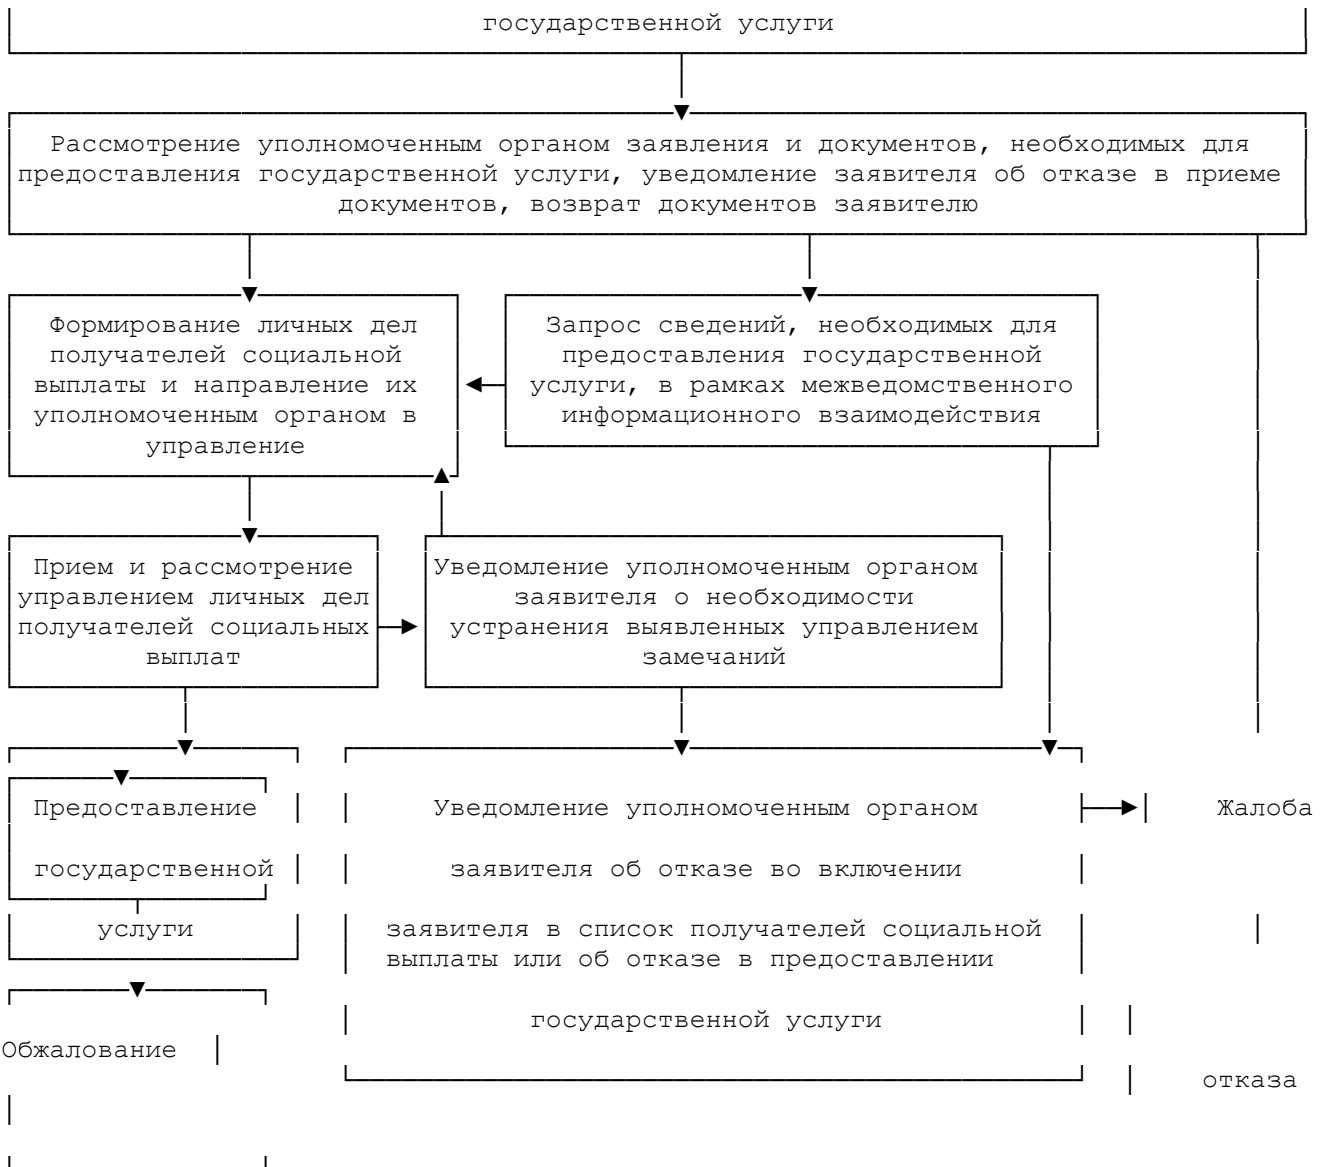 государственной услуги
Рассмотрение уполномоченным органом заявления и документов, необходимых для
предоставления государственной услуги, уведомление заявителя об отказе в приеме
документов, возврат документов заявителю
Формирование личных дел
получателей социальной
выплаты и направление их
уполномоченным органом в
управление
Запрос сведений, необходимых для
предоставления государственной
услуги, в рамках межведомственного
информационного взаимодействия
Прием и рассмотрение
управлением личных дел
получателей социальных
выплат
Уведомление уполномоченным органом
заявителя о необходимости
устранения выявленных управлением
замечаний
Предоставление
государственной
услуги
Уведомление уполномоченным органом
заявителя об отказе во включении
заявителя в список получателей социальной
выплаты или об отказе в предоставлении
государственной услуги
Жалоба
Обжалование
отказа